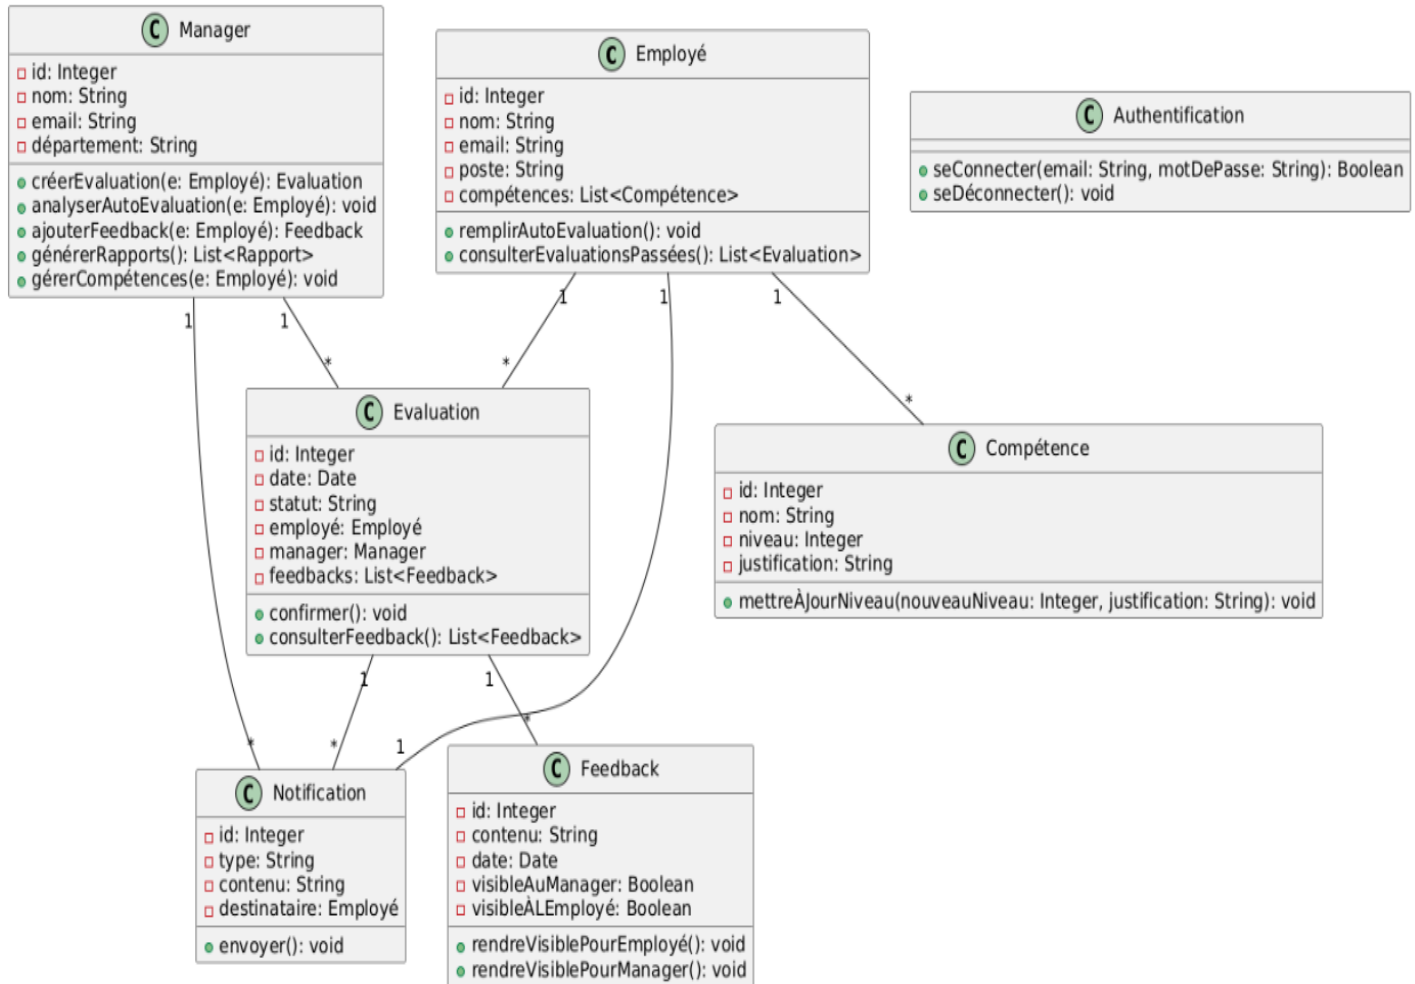 C Manager
id: Integer
nom: String
email: String
département: String
créerEvaluation(e: Employé): Evaluation
analyserAutoEvaluation(e: Employé): void
ajouterFeedback(e: Employé): Feedback
générerRapports(): List<Rapport>
gérerCompétences(e: Employé): void
C Employé
id: Integer
nom: String
email: String
poste: String
compétences: List<Compétence>
remplirAutoEvaluation(): void
consulterEvaluationsPassées(): List<Evaluation>
C Authentification
seConnecter(email: String, motDePasse: String): Boolean
seDéconnecter(): void
1
1
1
1
1
*
*
*
C Evaluation
id: Integer
date: Date
statut: String
employé: Employé
manager: Manager
feedbacks: List<Feedback>
confirmer(): void
consulterFeedback(): List<Feedback>
C Compétence
id: Integer
nom: String
niveau: Integer
justification: String
mettreÀJourNiveau(nouveauNiveau: Integer, justification: String): void
1
1
*
*
1
*
C Notification
id: Integer
type: String
contenu: String
destinataire: Employé
envoyer(): void
C Feedback
id: Integer
contenu: String
date: Date
visibleAuManager: Boolean
visibleÀLEmployé: Boolean
rendreVisiblePourEmployé(): void
rendreVisiblePourManager(): void